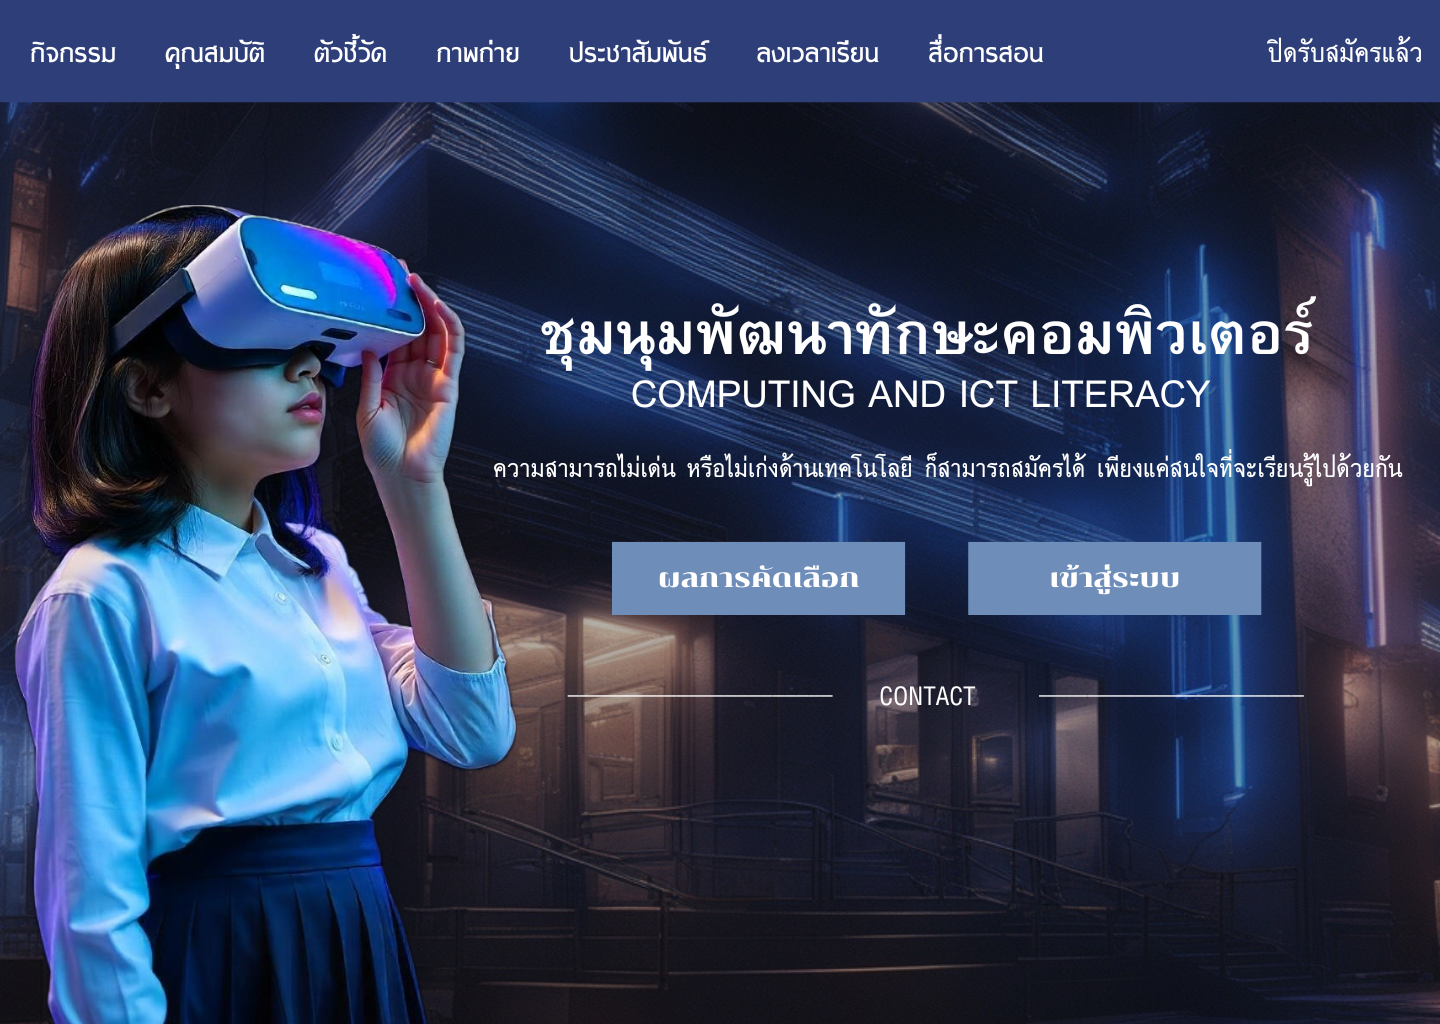 กิจกรรม คุณสมบัติ ตัวชี้วัด ภาพถ่าย ประชาสัมพันธ์ ลงเวลาเรียน สื่อการสอน ปิดรับสมัครแล้ว
ชุมนุมพัฒนาทักษะคอมพิวเตอร์
COMPUTING AND ICT LITERACY
ความสามารถไม่เด่น หรือไม่เก่งด้านเทคโนโลยี ก็สามารถสมัครได้ เพียงแค่สนใจที่จะเรียนรู้ไปด้วยกัน
ผลการคัดเลือก เข้าสู่ระบบ
CONTACT